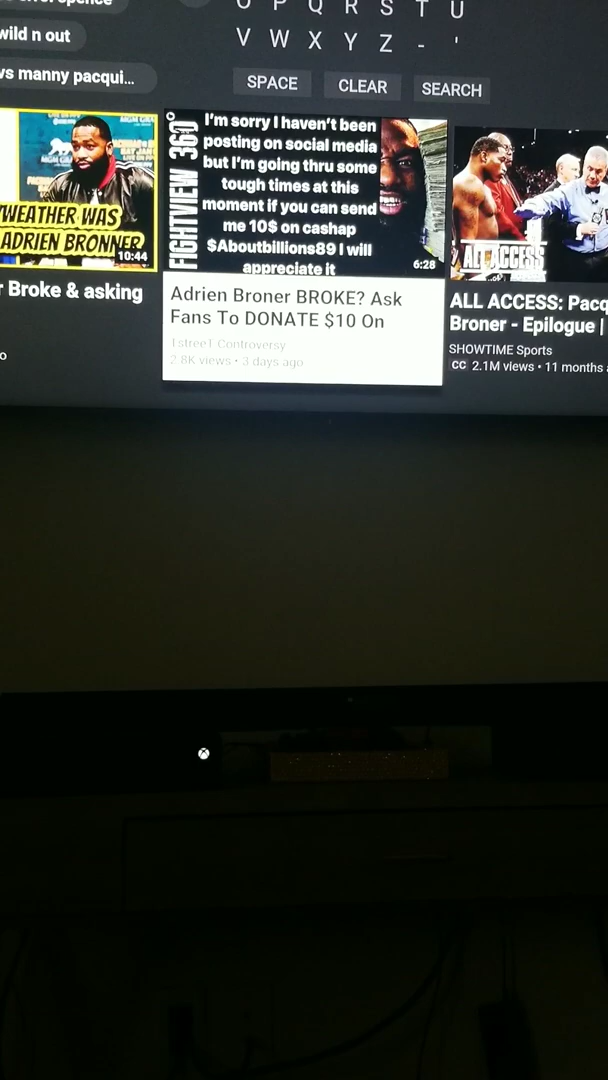 O P Q R S T U
wild n out
V W X Y Z - '
vs manny pacqui...
SPACE CLEAR SEARCH
WEATHER WAS
ADRIEN BRONNER
10:44
r Broke & asking
o
FIGHTVIEW 360°
I'm sorry I haven't been
posting on social media
but I'm going thru some
tough times at this
moment if you can send
me 10$ on cashap
$Aboutbillions89 I will
appreciate it
6:28
Adrien Broner BROKE? Ask
Fans To DONATE $10 On
1streeT Controversy
2.8K views • 3 days ago
ALL ACCESS
ALL ACCESS: Pacq
Broner - Epilogue |
SHOWTIME Sports
CC 2.1M views • 11 months